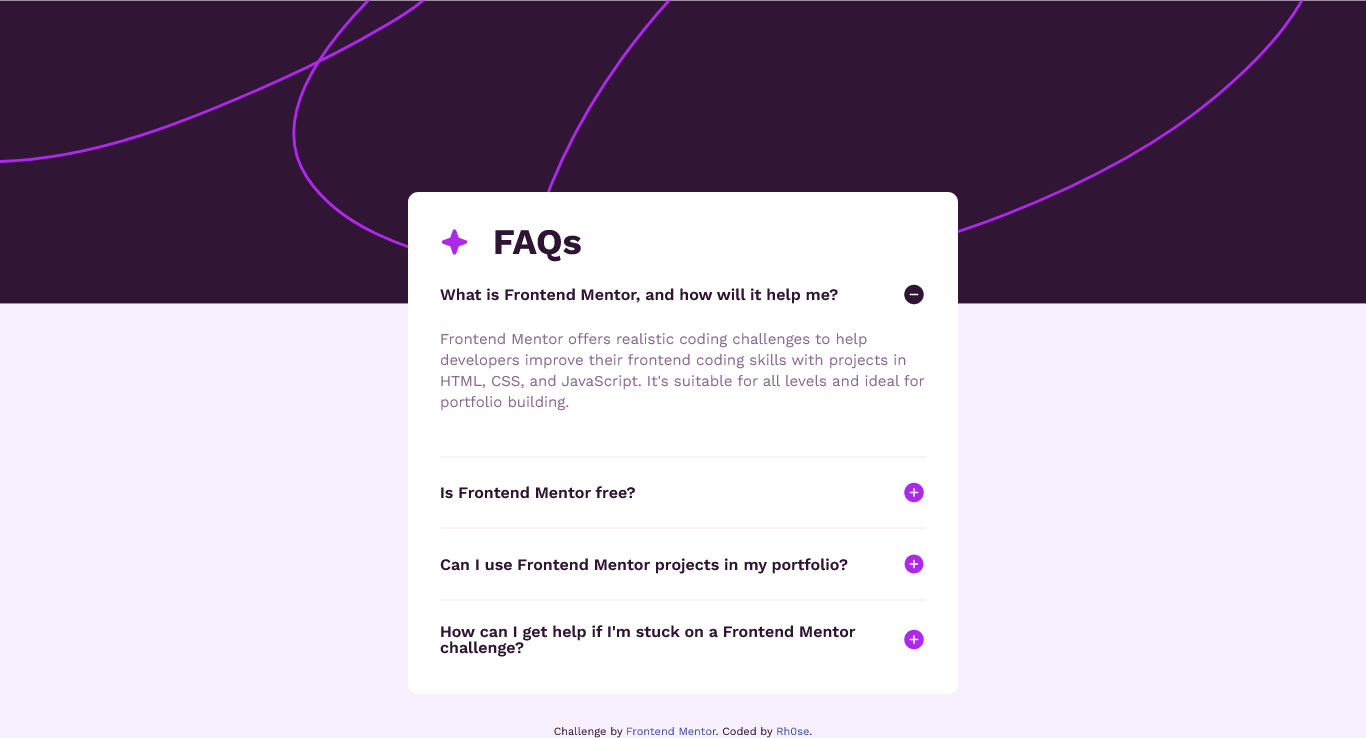 FAQs
What is Frontend Mentor, and how will it help me?
Frontend Mentor offers realistic coding challenges to help
developers improve their frontend coding skills with projects in
HTML, CSS, and JavaScript. It's suitable for all levels and ideal for
portfolio building.
Is Frontend Mentor free?
Can I use Frontend Mentor projects in my portfolio?
How can I get help if I'm stuck on a Frontend Mentor
challenge?
Challenge by Frontend Mentor. Coded by Rh0se.